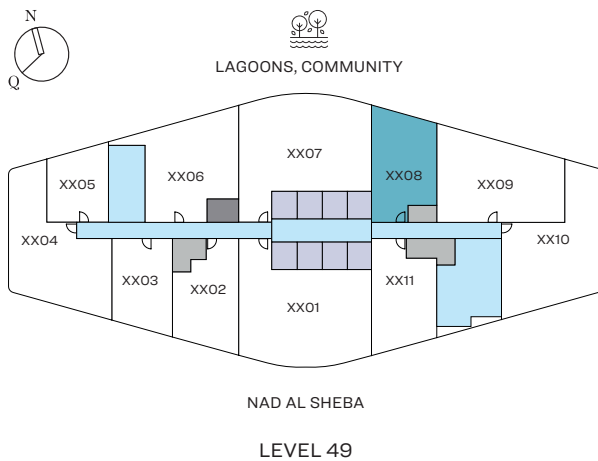 N
Q
LAGOONS, COMMUNITY
XX07
XX05
XX06
XX08
XX09
XX04
XX10
XX03
XX02
XX01
XX11
NAD AL SHEBA
LEVEL 49